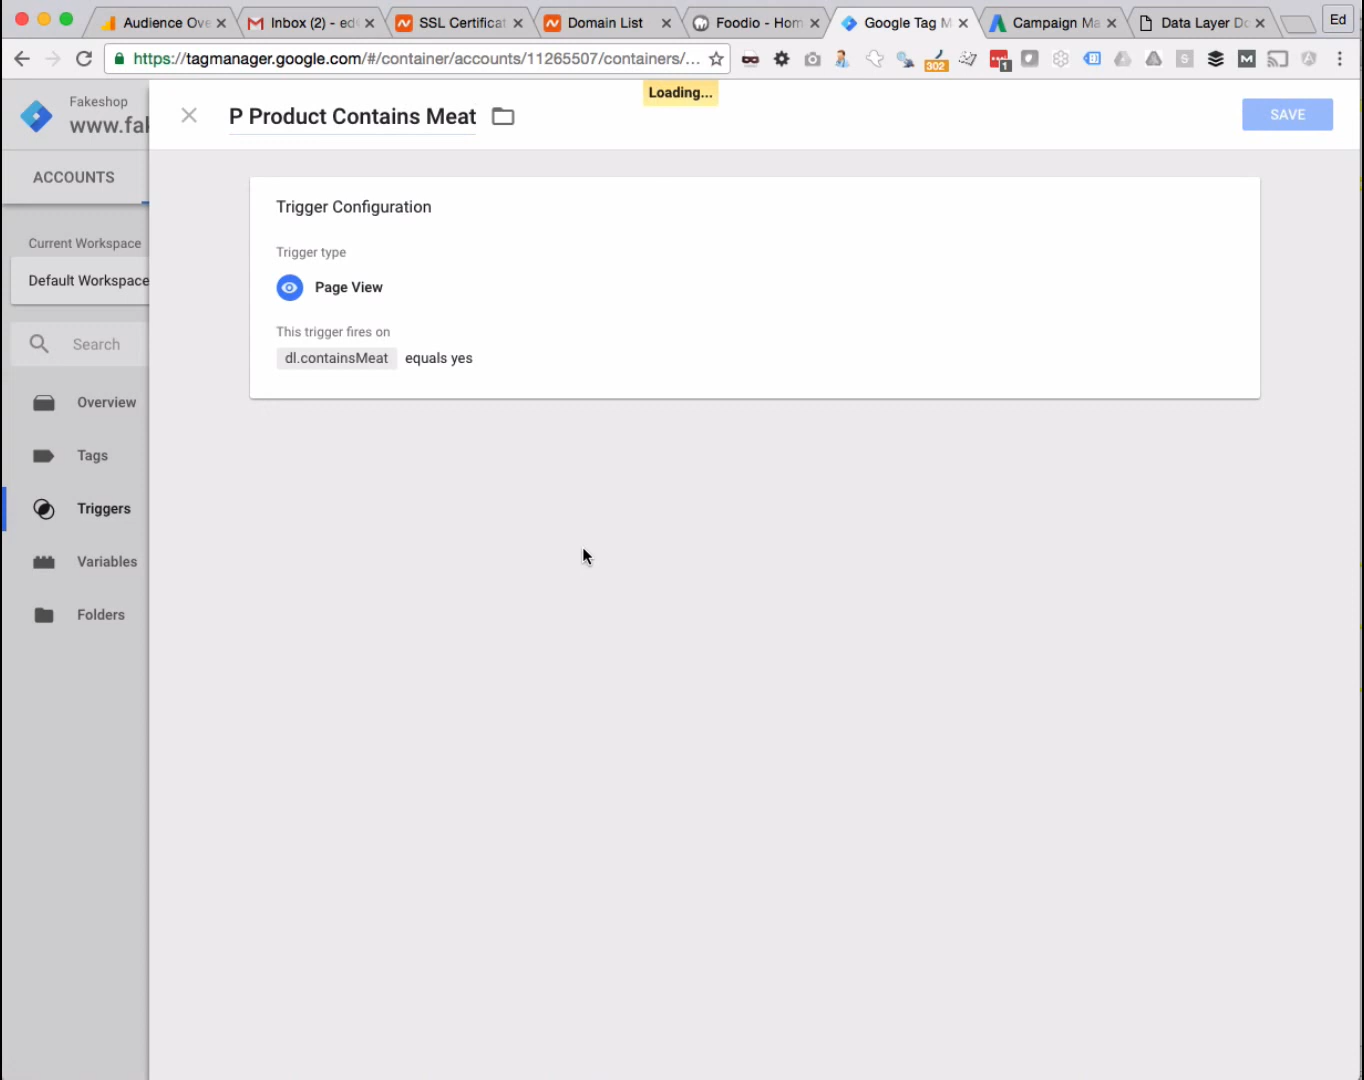 Audience Ove
Inbox (2) - ed
SSL Certificat
Domain List
Foodio - Hom
Google Tag M
Campaign Ma
Data Layer Do
Ed
https://tagmanager.google.com/#/container/accounts/11265507/containers/...
302
1
S
M
Loading...
Fakeshop
www.fal
P Product Contains Meat
SAVE
ACCOUNTS
Trigger Configuration
Current Workspace
Trigger type
Default Workspace
Page View
This trigger fires on
Search
dl.containsMeat equals yes
Overview
Tags
Triggers
Variables
Folders